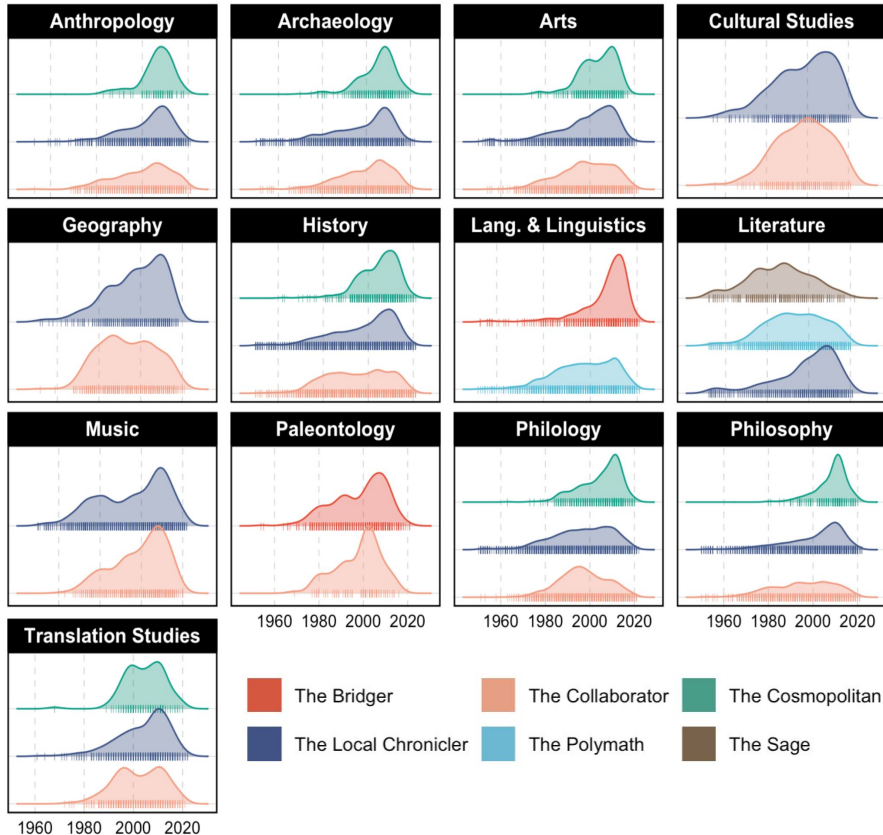 Anthropology
Archaeology
Arts
Cultural Studies
Geography
History
Lang. & Linguistics
Literature
Music
Paleontology
Philology
Philosophy
1960 1980 2000 2020
1960 1980 2000 2020
1960 1980 2000 2020
Translation Studies
1960 1980 2000 2020
The Bridger
The Collaborator
The Cosmopolitan
The Local Chronicler
The Polymath
The Sage